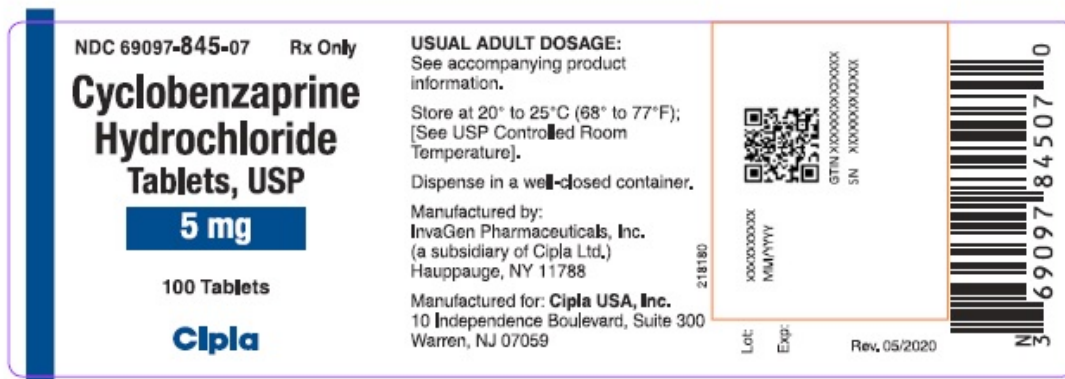 NDC 69097-845-07 Rx Only
Cyclobenzaprine
Hydrochloride
Tablets, USP
5 mg
100 Tablets
Cipla
USUAL ADULT DOSAGE:
See accompanying product
information.
Store at 20° to 25°C (68° to 77°F);
[See USP Controlled Room
Temperature].
Dispense in a well-closed container.
Manufactured by:
InvaGen Pharmaceuticals, Inc.
(a subsidiary of Cipla Ltd.)
Hauppauge, NY 11788
Manufactured for: Cipla USA, Inc.
10 Independence Boulevard, Suite 300
Warren, NJ 07059
218180
Lot: XXXXXXXXXX
Exp: MM/YYYY
GTIN XXXXXXXXXXXXXX
SN XXXXXXXXXXXX
Rev. 05/2020
N
3 69097 84507 0